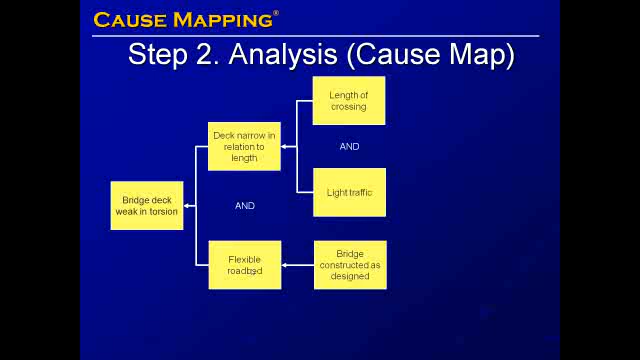 CAUSE MAPPING®
Step 2. Analysis (Cause Map)
Length of
crossing
Deck narrow in
relation to
length
AND
Light traffic
Bridge deck
weak in torsion
AND
Flexible
roadbed
Bridge
constructed as
designed